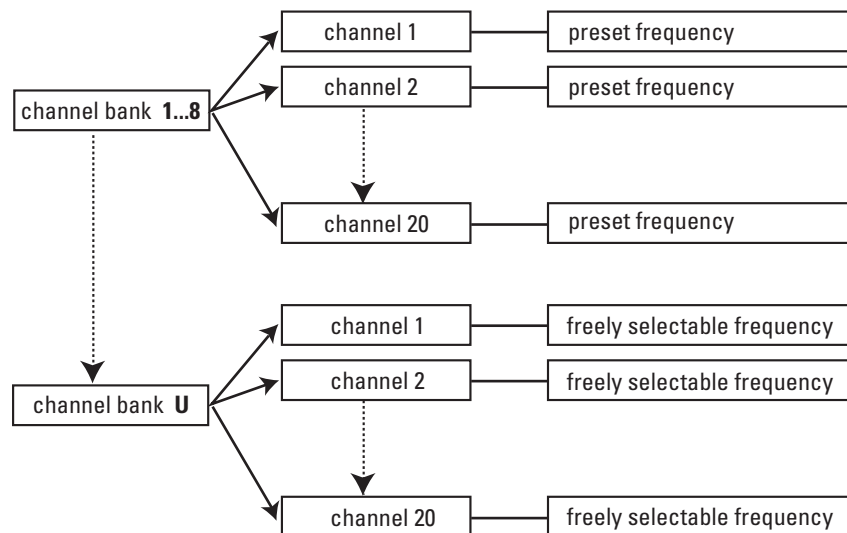 channel 1 preset frequency
channel 2 preset frequency
channel bank 1...8
channel 20 preset frequency
channel 1 freely selectable frequency
channel 2 freely selectable frequency
channel bank U
channel 20 freely selectable frequency